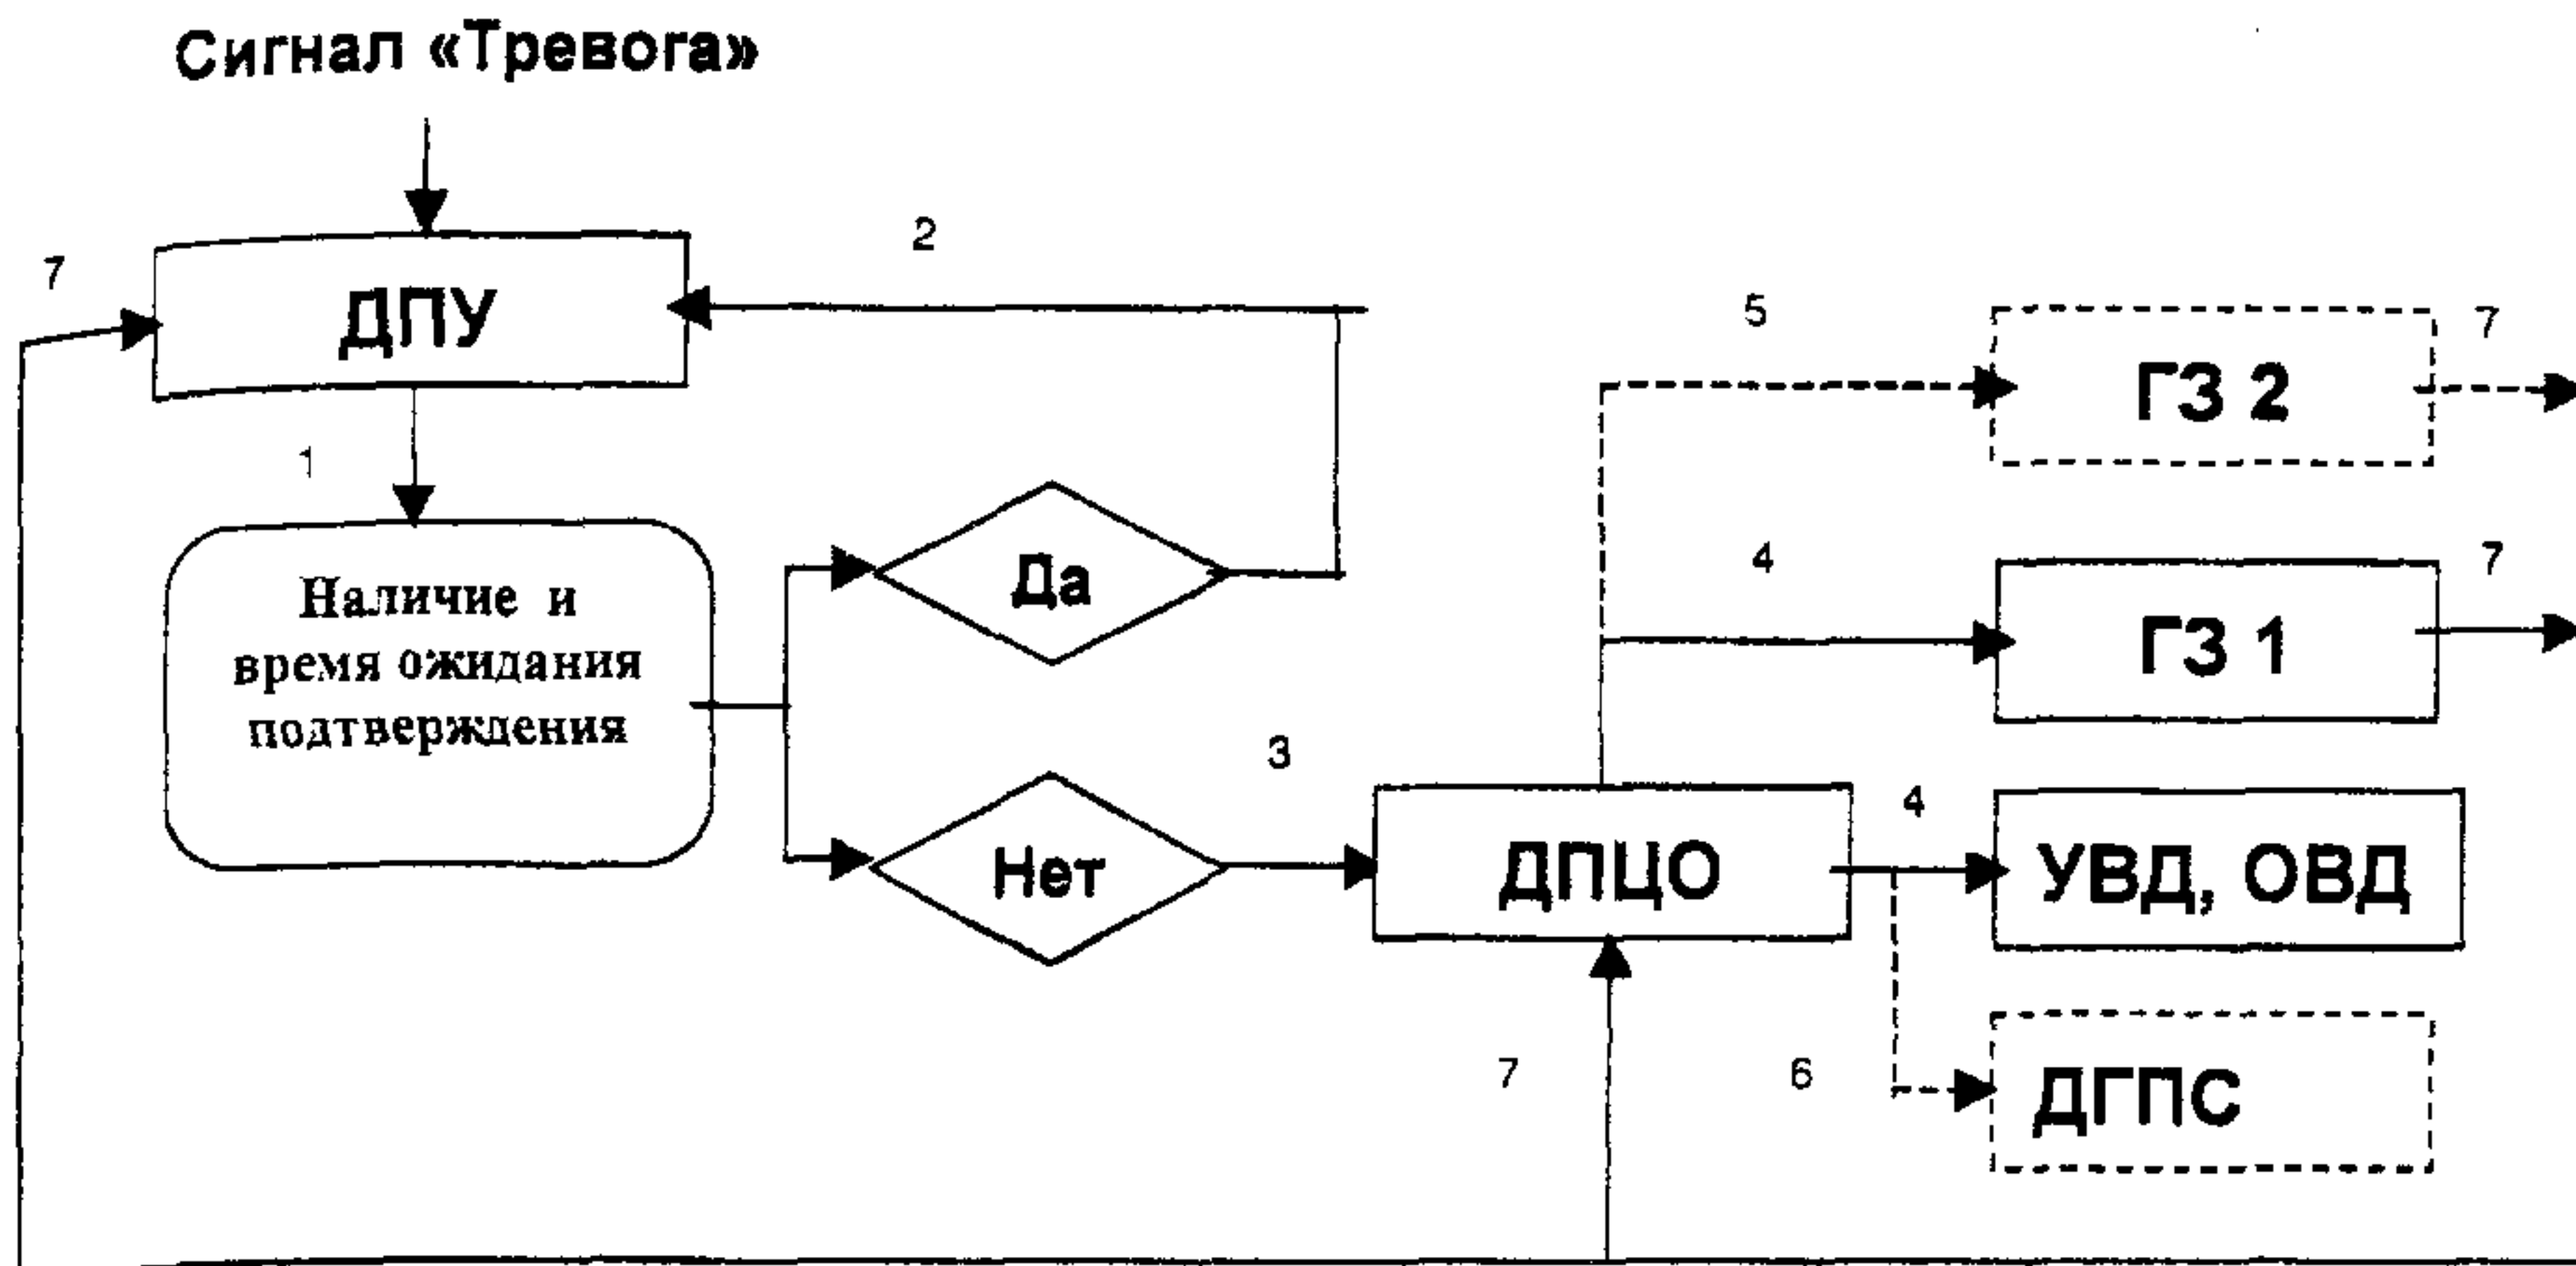 Сигнал «Тревога»
7
ДПУ
2
1
Наличие и
время ожидания
подтверждения
Да
Нет
3
ДПЦО
5
ГЗ 2
7
4
ГЗ 1
7
4
УВД, ОВД
6
ДГПС
7